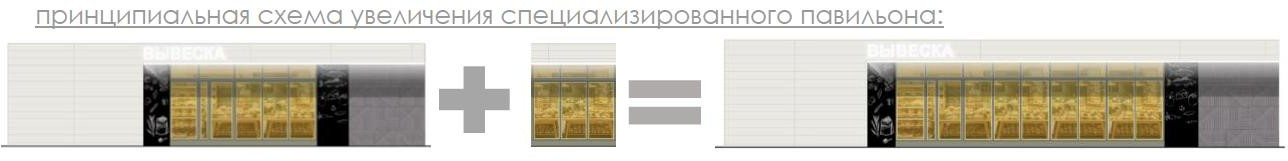 принципиальная схема увеличения специализированного павильона:
ВЫВЕСКА
ВЫВЕСКА